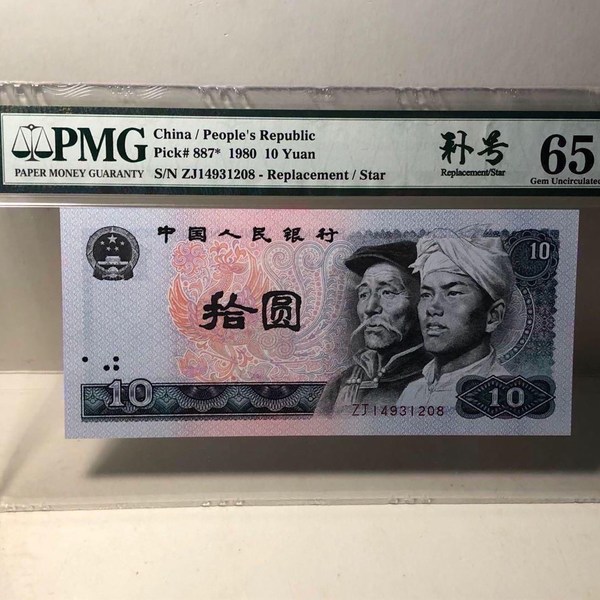 PMG
PAPER MONEY GUARANTY
China / People's Republic
Pick# 887* 1980 10 Yuan
S/N ZJ14931208 - Replacement / Star
补号
Replacement/Star
65
Gem Uncirculated
中国人民银行
10
拾圆
10
ZJ14931208
10